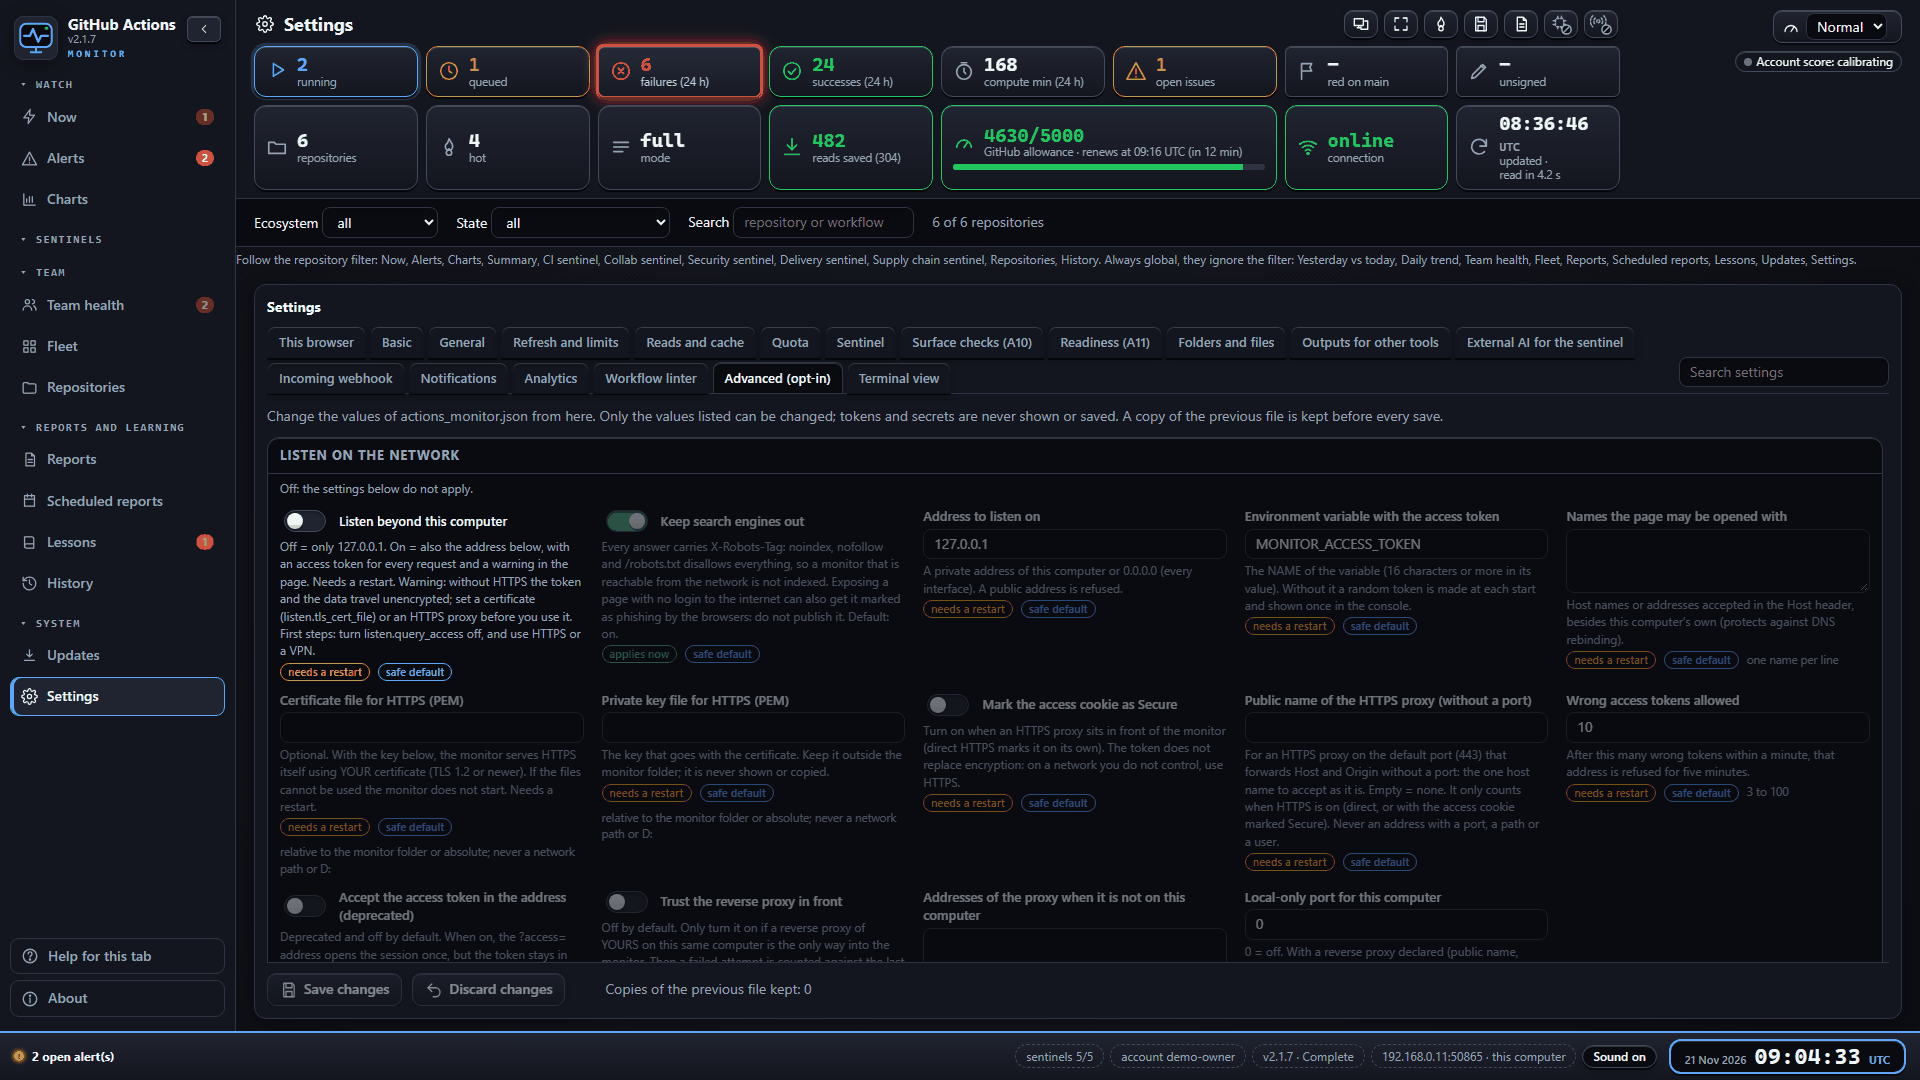 GitHub Actions
v2.1.7
MONITOR
WATCH
Now 1
Alerts 2
Charts
SENTINELS
TEAM
Team health 2
Fleet
Repositories
REPORTS AND LEARNING
Reports
Scheduled reports
Lessons 1
History
SYSTEM
Updates
Settings
Help for this tab
About
Settings
Normal
Account score: calibrating
2
running
1
queued
6
failures (24 h)
24
successes (24 h)
168
compute min (24 h)
1
open issues
–
red on main
–
unsigned
6
repositories
4
hot
full
mode
482
reads saved (304)
4630/5000
GitHub allowance · renews at 09:16 UTC (in 12 min)
online
connection
08:36:46
UTC
updated ·
read in 4.2 s
Ecosystem all State all Search repository or workflow 6 of 6 repositories
Follow the repository filter: Now, Alerts, Charts, Summary, CI sentinel, Collab sentinel, Security sentinel, Delivery sentinel, Supply chain sentinel, Repositories, History. Always global, they ignore the filter: Yesterday vs today, Daily trend, Team health, Fleet, Reports, Scheduled reports, Lessons, Updates, Settings.
Settings
This browser Basic General Refresh and limits Reads and cache Quota Sentinel Surface checks (A10) Readiness (A11) Folders and files Outputs for other tools External AI for the sentinel
Incoming webhook Notifications Analytics Workflow linter Advanced (opt-in) Terminal view Search settings
Change the values of actions_monitor.json from here. Only the values listed can be changed; tokens and secrets are never shown or saved. A copy of the previous file is kept before every save.
LISTEN ON THE NETWORK
Off: the settings below do not apply.
Listen beyond this computer
Off = only 127.0.0.1. On = also the address below, with
an access token for every request and a warning in the
page. Needs a restart. Warning: without HTTPS the token
and the data travel unencrypted; set a certificate
(listen.tls_cert_file) or an HTTPS proxy before you use it.
First steps: turn listen.query_access off, and use HTTPS or
a VPN.
needs a restart safe default
Keep search engines out
Every answer carries X-Robots-Tag: noindex, nofollow
and /robots.txt disallows everything, so a monitor that is
reachable from the network is not indexed. Exposing a
page with no login to the internet can also get it marked
as phishing by the browsers: do not publish it. Default:
on.
applies now safe default
Address to listen on
127.0.0.1
A private address of this computer or 0.0.0.0 (every
interface). A public address is refused.
needs a restart safe default
Environment variable with the access token
MONITOR_ACCESS_TOKEN
The NAME of the variable (16 characters or more in its
value). Without it a random token is made at each start
and shown once in the console.
needs a restart safe default
Names the page may be opened with
Host names or addresses accepted in the Host header,
besides this computer's own (protects against DNS
rebinding).
needs a restart safe default one name per line
Certificate file for HTTPS (PEM)
Optional. With the key below, the monitor serves HTTPS
itself using YOUR certificate (TLS 1.2 or newer). If the files
cannot be used the monitor does not start. Needs a
restart.
needs a restart safe default
relative to the monitor folder or absolute; never a network
path or D:
Private key file for HTTPS (PEM)
The key that goes with the certificate. Keep it outside the
monitor folder; it is never shown or copied.
needs a restart safe default
relative to the monitor folder or absolute; never a network
path or D:
Mark the access cookie as Secure
Turn on when an HTTPS proxy sits in front of the monitor
(direct HTTPS marks it on its own). The token does not
replace encryption: on a network you do not control, use
HTTPS.
needs a restart safe default
Public name of the HTTPS proxy (without a port)
For an HTTPS proxy on the default port (443) that
forwards Host and Origin without a port: the one host
name to accept as it is. Empty = none. It only counts
when HTTPS is on (direct, or with the access cookie
marked Secure). Never an address with a port, a path or
a user.
needs a restart safe default
Wrong access tokens allowed
10
After this many wrong tokens within a minute, that
address is refused for five minutes.
needs a restart safe default 3 to 100
Accept the access token in the address
(deprecated)
Deprecated and off by default. When on, the ?access=
address opens the session once, but the token stays in
Trust the reverse proxy in front
Off by default. Only turn it on if a reverse proxy of
YOURS on this same computer is the only way into the
monitor. Then a failed attempt is counted against the last
Addresses of the proxy when it is not on this
computer
Local-only port for this computer
0
0 = off. With a reverse proxy declared (public name,
Save changes Discard changes Copies of the previous file kept: 0
2 open alert(s)
sentinels 5/5 account demo-owner v2.1.7 · Complete 192.168.0.11:50865 · this computer Sound on 21 Nov 2026 09:04:33 UTC